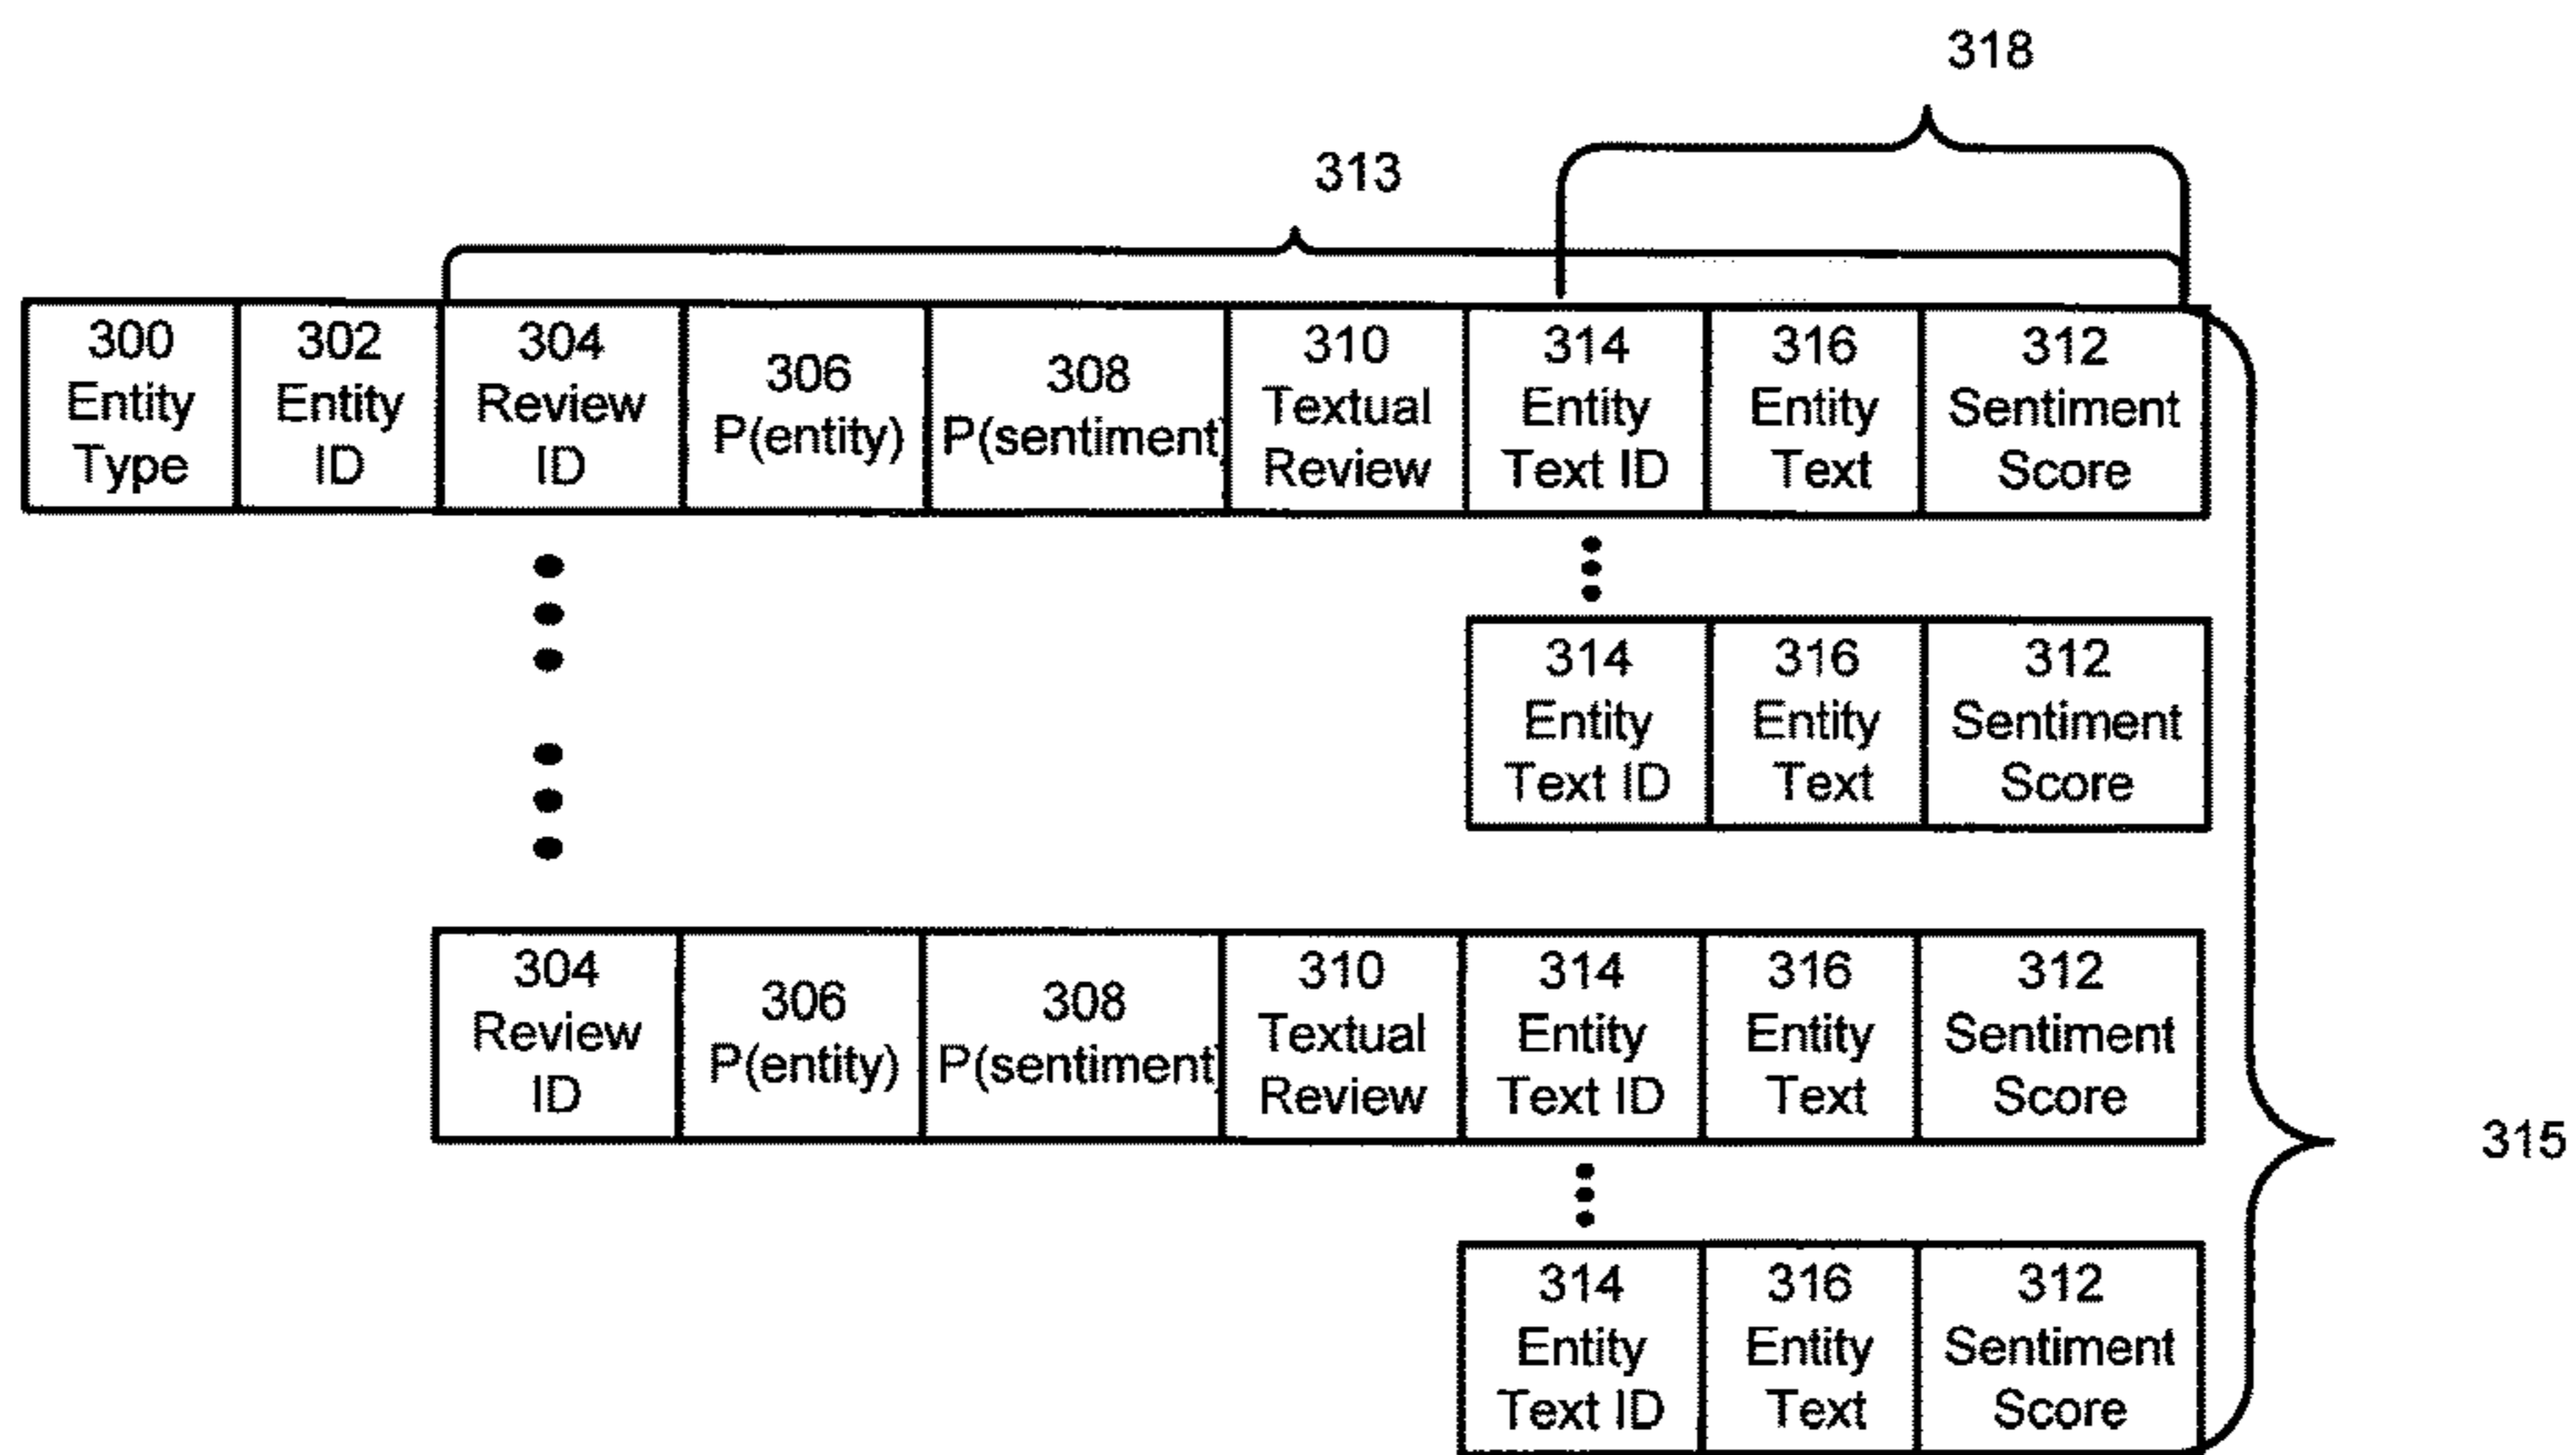 318
313
300 Entity Type
302 Entity ID
304 Review ID
306 P(entity)
308 P(sentiment)
310 Textual Review
314 Entity Text ID
316 Entity Text
312 Sentiment Score
314 Entity Text ID
316 Entity Text
312 Sentiment Score
304 Review ID
306 P(entity)
308 P(sentiment)
310 Textual Review
314 Entity Text ID
316 Entity Text
312 Sentiment Score
315
314 Entity Text ID
316 Entity Text
312 Sentiment Score